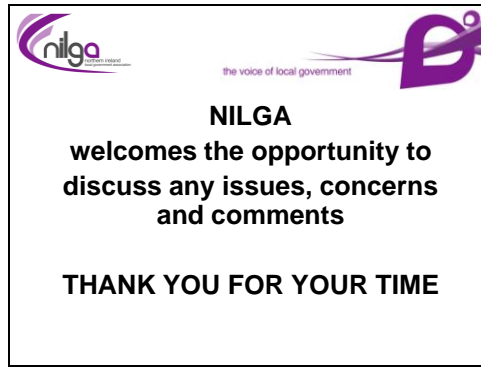 nilga
northern ireland
local government association
the voice of local government
NILGA
welcomes the opportunity to
discuss any issues, concerns
and comments
THANK YOU FOR YOUR TIME